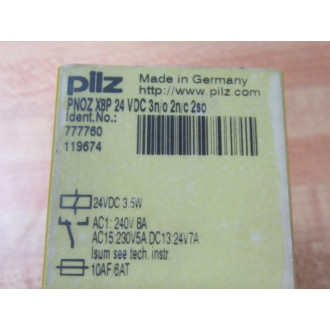 pilz
Made in Germany
http://www.pilz.com
PNOZ X8P 24 VDC 3n/o 2n/c 2so
Ident.No.:
777760
119674
24VDC 3.5W
AC1: 240V 8A
AC15:230V5A DC13:24V7A
Isum see tech. instr.
10AF:6AT